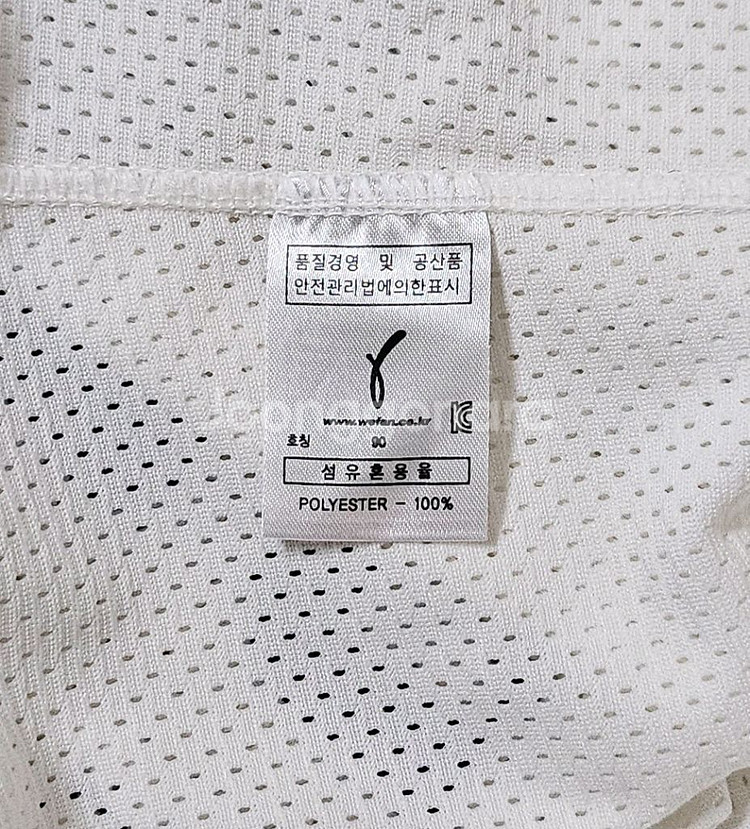 품질경영 및 공산품
안전관리법에의한표시
www.wefan.co.kr
호칭 90
섬유혼용율
POLYESTER - 100%